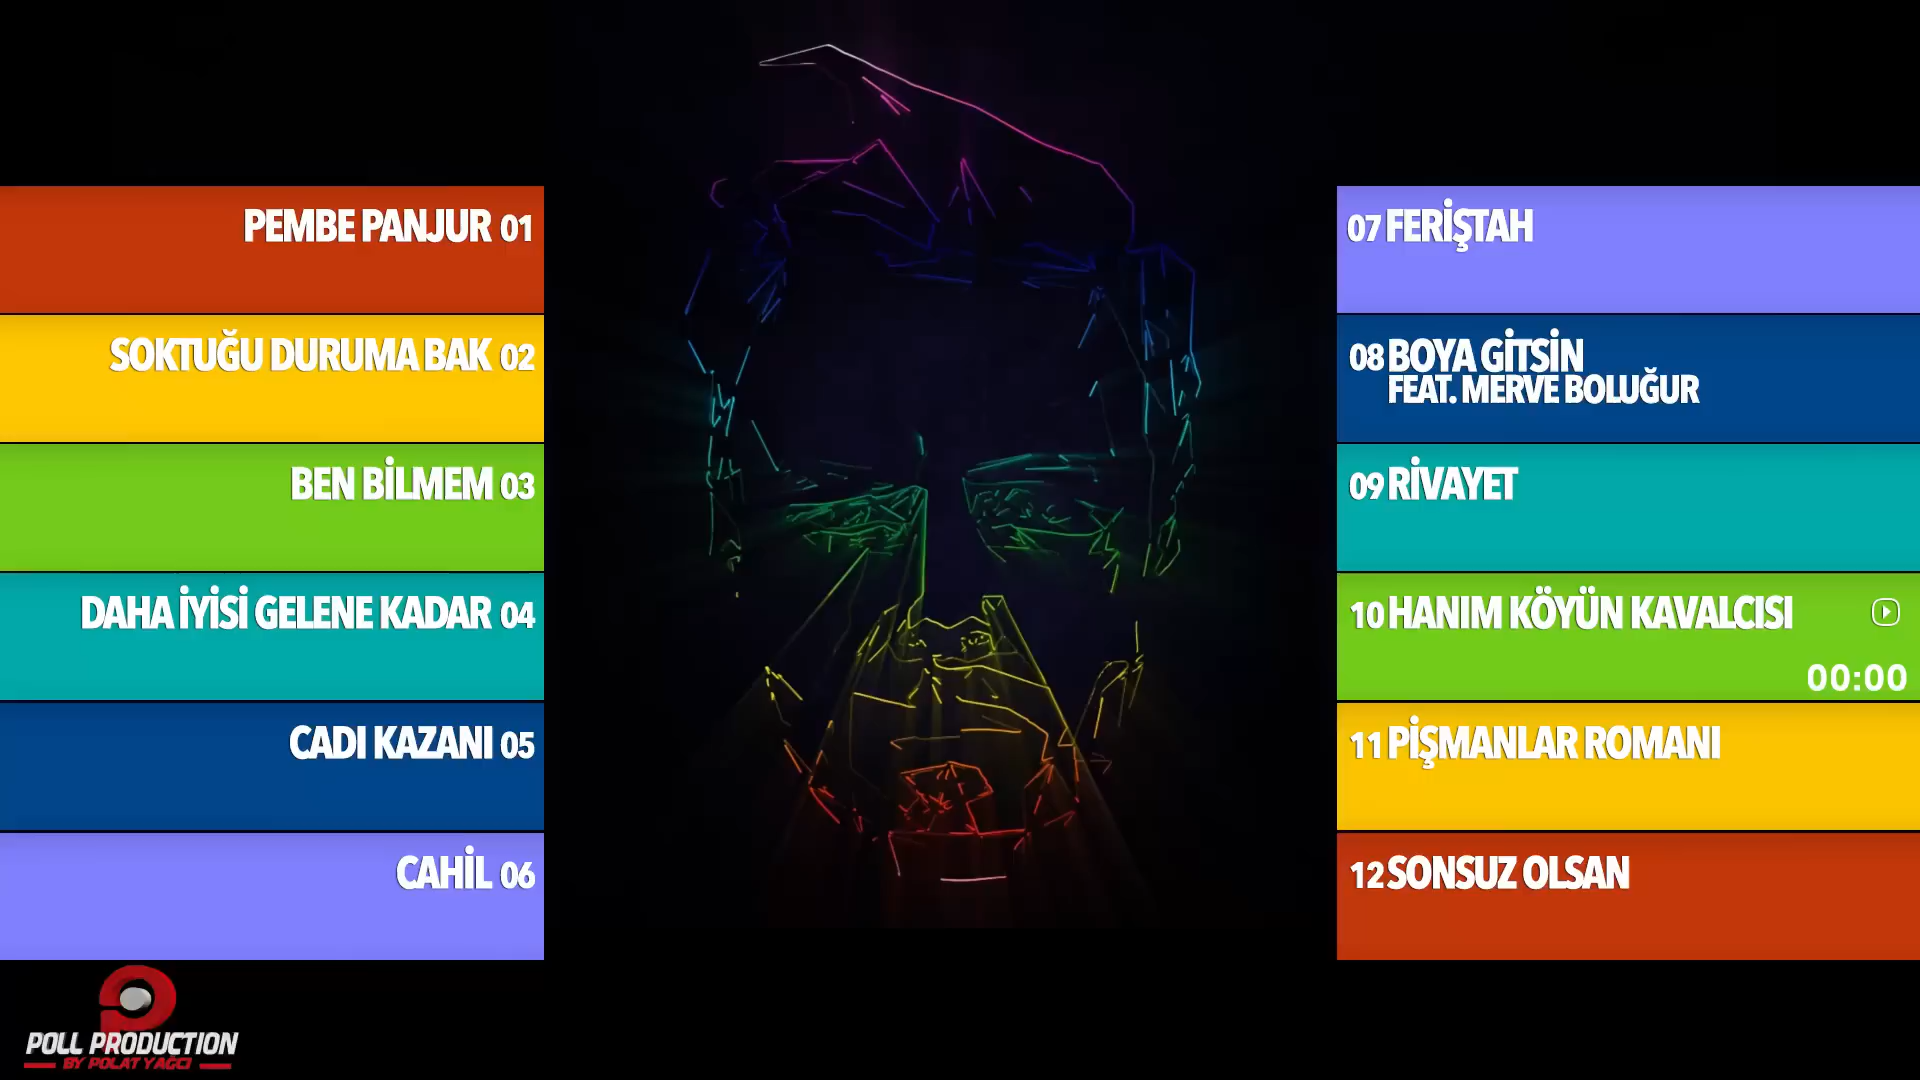 PEMBE PANJUR 01
SOKTUĞU DURUMA BAK 02
BEN BİLMEM 03
DAHA İYİSİ GELENE KADAR 04
CADI KAZANI 05
CAHİL 06
07 FERİŞTAH
08 BOYA GİTSİN
FEAT. MERVE BOLUĞUR
09 RİVAYET
10 HANIM KÖYÜN KAVALCISI
00:00
11 PİŞMANLAR ROMANI
12 SONSUZ OLSAN
POLL PRODUCTION
BY POLAT YAĞCI